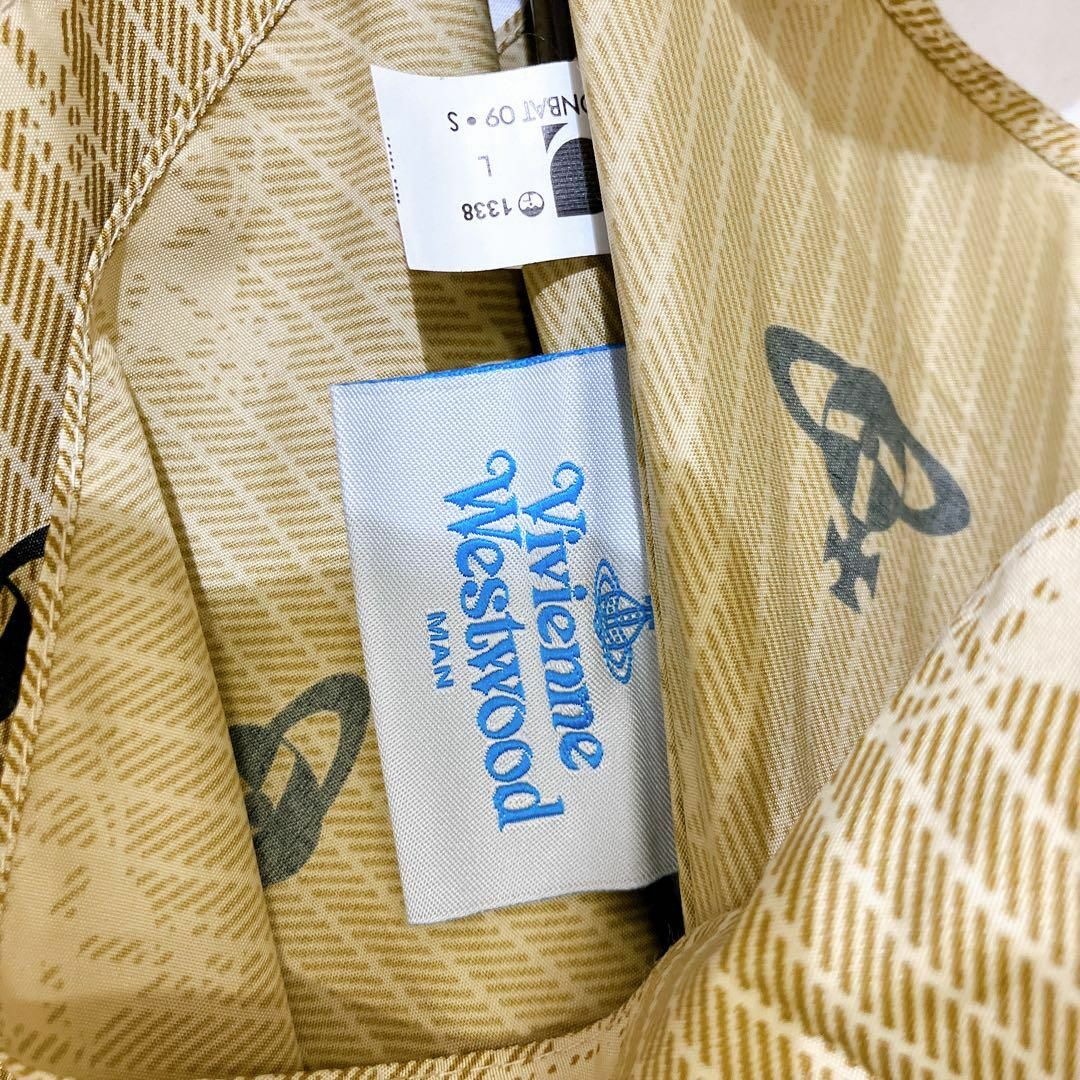 ONBAT 09 • S
L
1338
Vivienne
Westwood
MAN